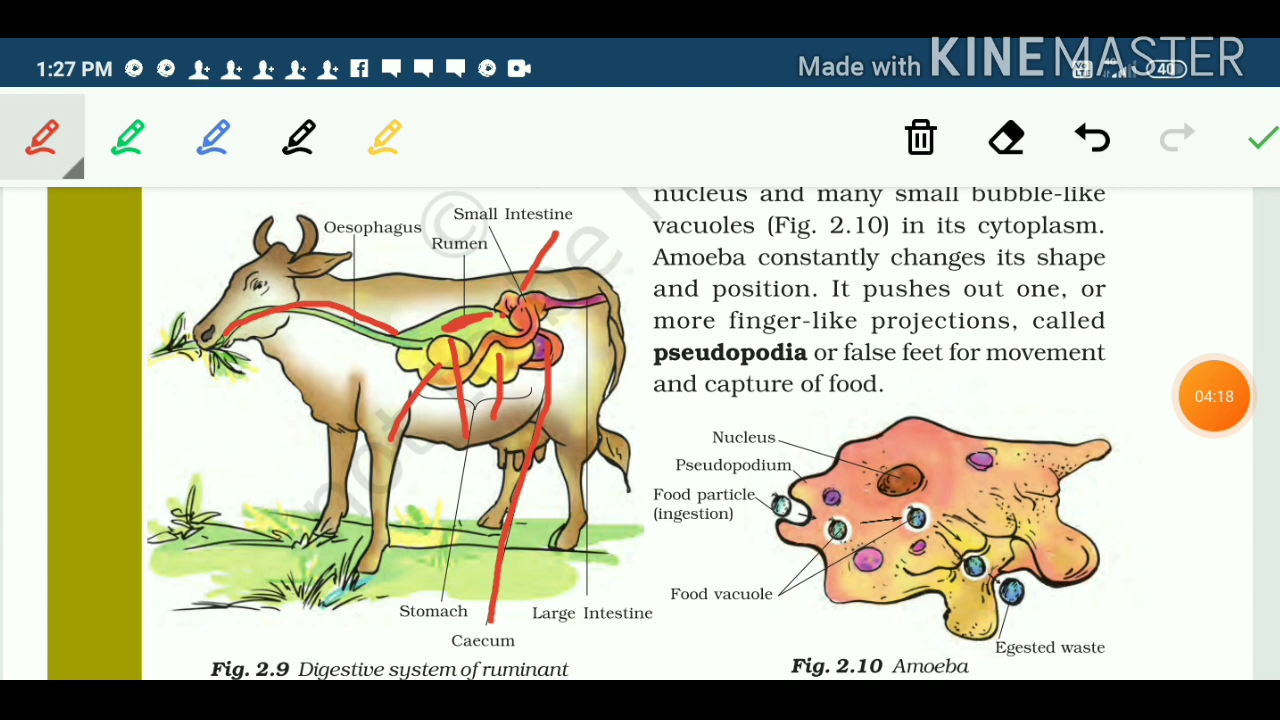 1:27 PM
Made with KINEMASTER
40
nucleus and many small bubble-like
vacuoles (Fig. 2.10) in its cytoplasm.
Amoeba constantly changes its shape
and position. It pushes out one, or
more finger-like projections, called
pseudopodia or false feet for movement
and capture of food.
04:18
Small Intestine
Oesophagus
Rumen
Stomach
Large Intestine
Caecum
Fig. 2.9 Digestive system of ruminant
Nucleus
Pseudopodium
Food particle
(ingestion)
Food vacuole
Egested waste
Fig. 2.10 Amoeba